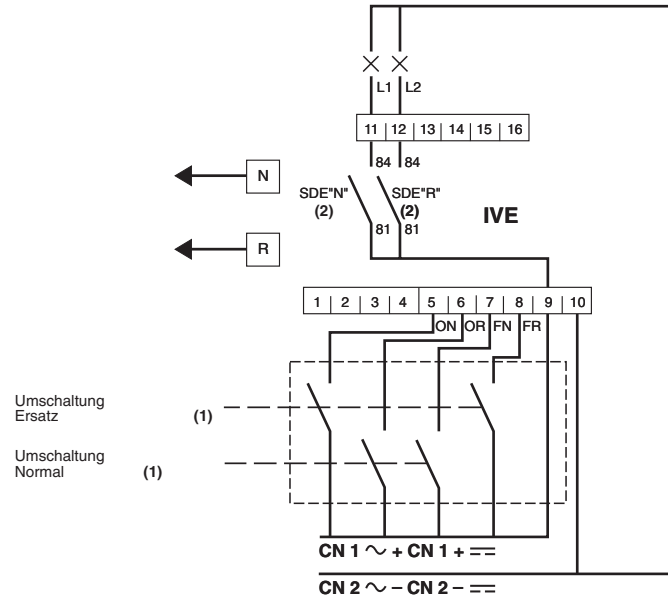 L1 L2
11 12 13 14 15 16
84 84
N
SDE"N" SDE"R"
(2) (2)
IVE
81 81
R
1 2 3 4 5 6 7 8 9 10
ON OR FN FR
Umschaltung
Ersatz (1)
Umschaltung
Normal (1)
CN 1 ~ + CN 1 + ⎓
CN 2 ~ – CN 2 – ⎓